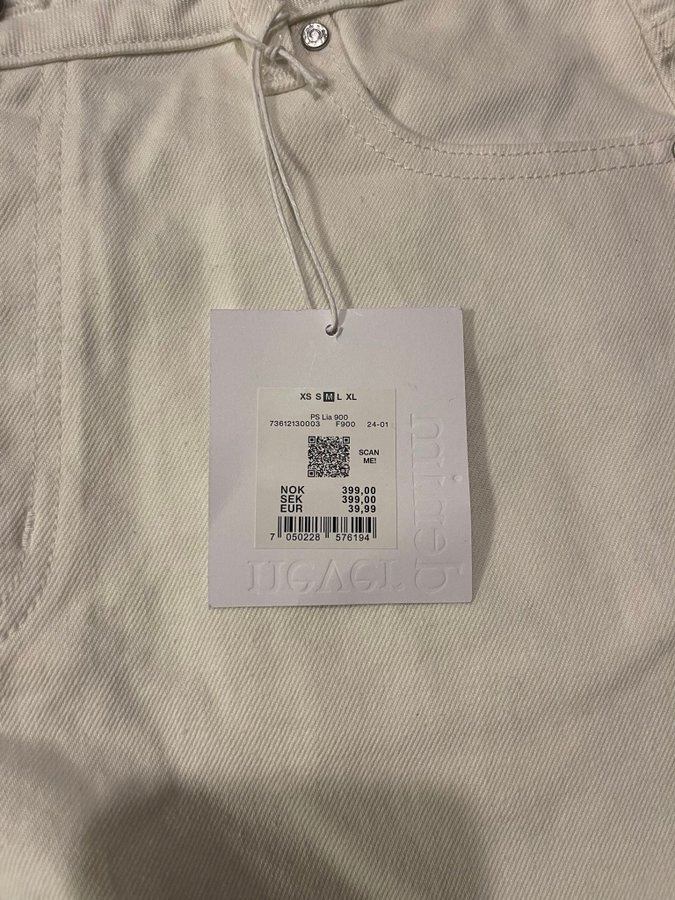 XS S M L XL
PS Lia 900
73612130003 F900 24-01
SCAN
ME!
NOK 399,00
SEK 399,00
EUR 39,99
7 050228 576194
never